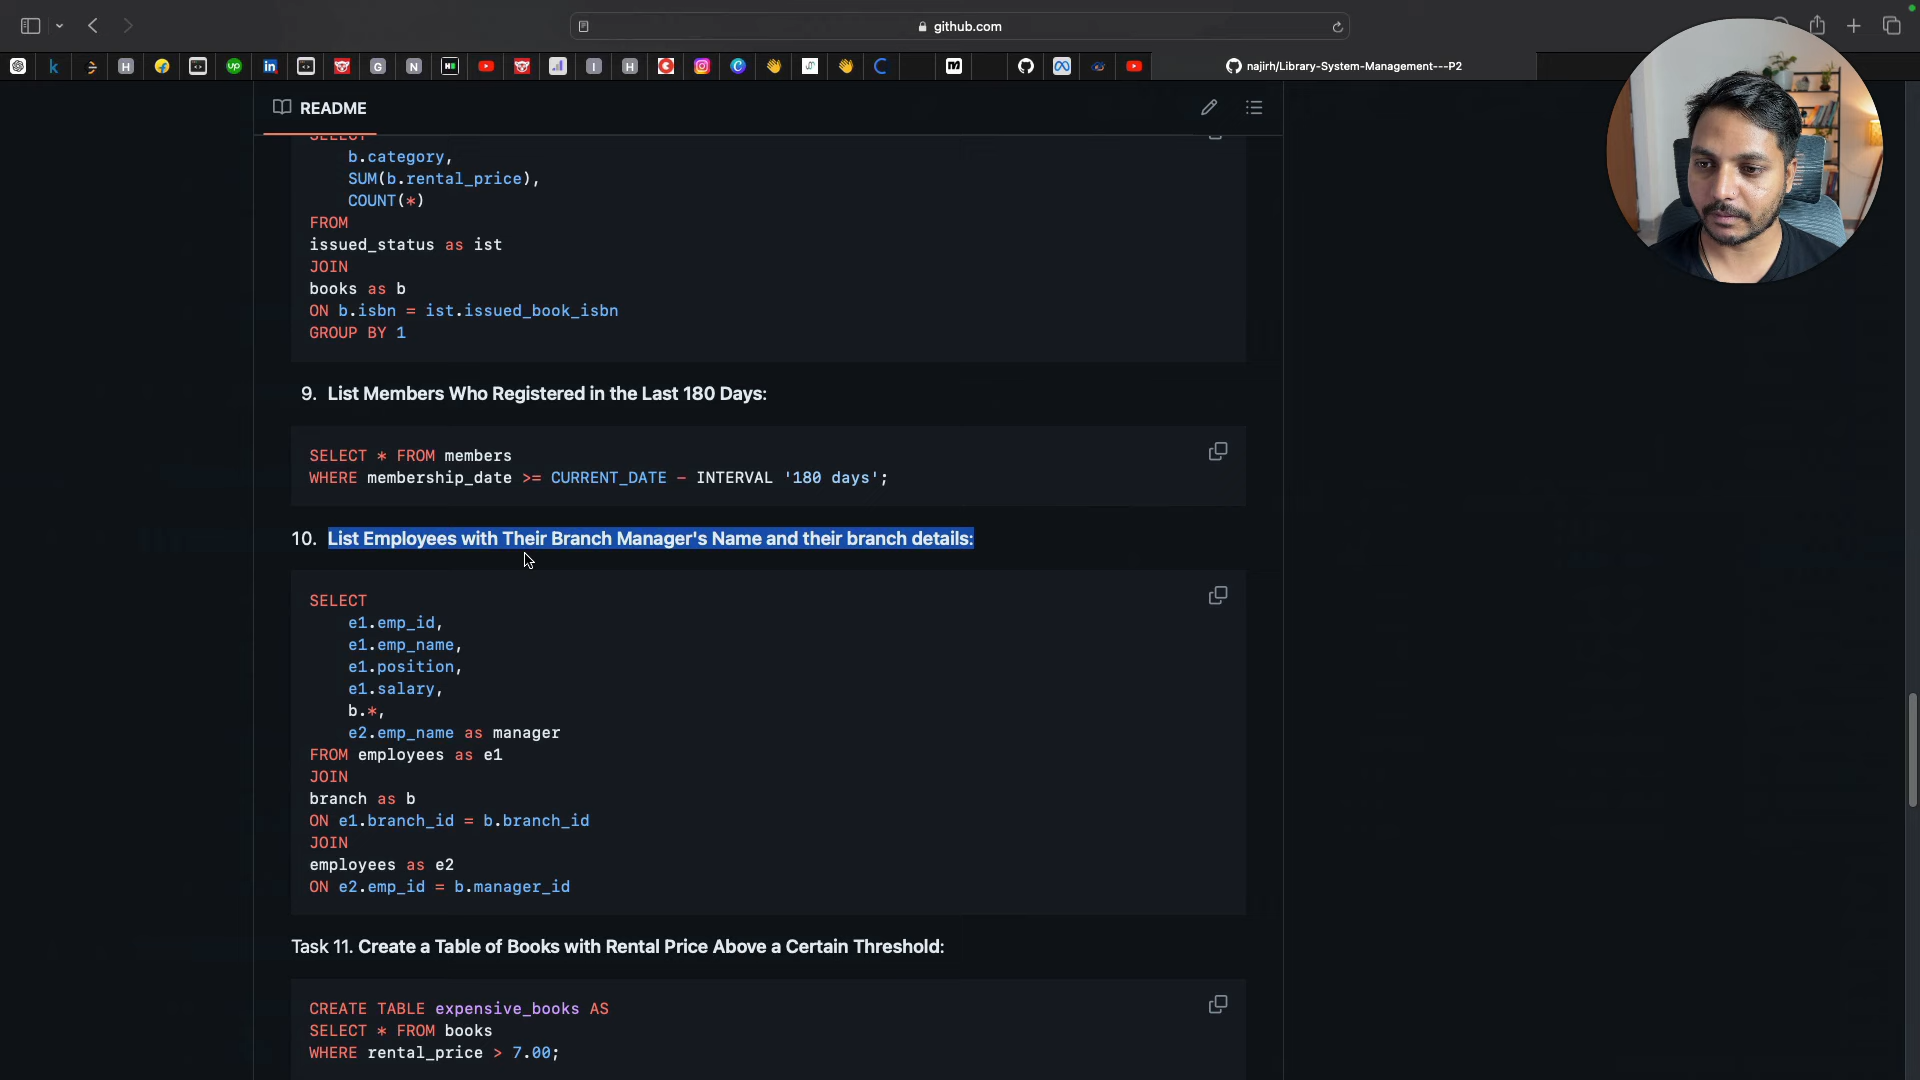 github.com
najirh/Library-System-Management---P2
README
SELECT
b.category,
SUM(b.rental_price),
COUNT(*)
FROM
issued_status as ist
JOIN
books as b
ON b.isbn = ist.issued_book_isbn
GROUP BY 1
9. List Members Who Registered in the Last 180 Days:
SELECT * FROM members
WHERE membership_date >= CURRENT_DATE - INTERVAL '180 days';
10. List Employees with Their Branch Manager's Name and their branch details:
SELECT
e1.emp_id,
e1.emp_name,
e1.position,
e1.salary,
b.*,
e2.emp_name as manager
FROM employees as e1
JOIN
branch as b
ON e1.branch_id = b.branch_id
JOIN
employees as e2
ON e2.emp_id = b.manager_id
Task 11. Create a Table of Books with Rental Price Above a Certain Threshold:
CREATE TABLE expensive_books AS
SELECT * FROM books
WHERE rental_price > 7.00;